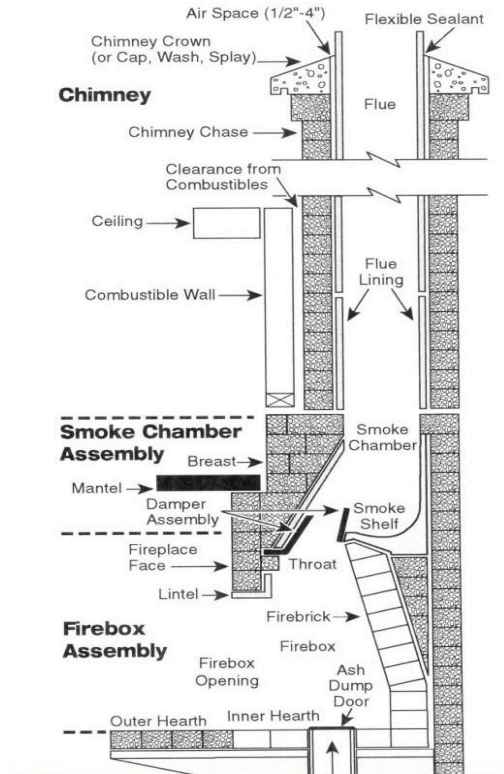 Air Space (1/2"-4")
Flexible Sealant
Chimney Crown
(or Cap, Wash, Splay)
Chimney
Flue
Chimney Chase
Clearance from
Combustibles
Ceiling
Flue
Lining
Combustible Wall
Smoke Chamber
Assembly
Smoke
Chamber
Breast
Mantel
Damper
Assembly
Smoke
Shelf
Fireplace
Face
Throat
Lintel
Firebrick
Firebox
Assembly
Firebox
Firebox
Opening
Ash
Dump
Door
Outer Hearth
Inner Hearth